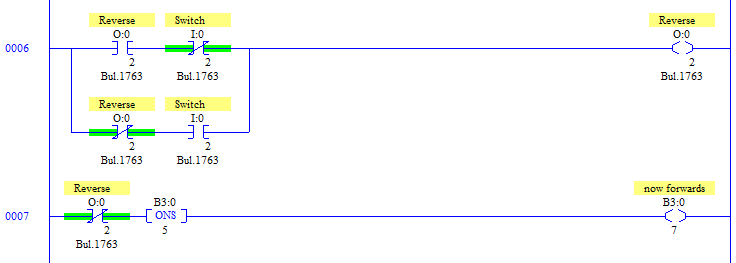 Reverse Switch Reverse
O:0 I:0 O:0
0006
2 2 2
Bul.1763 Bul.1763 Bul.1763
Reverse Switch
O:0 I:0
2 2
Bul.1763 Bul.1763
Reverse now forwards
O:0 B3:0 B3:0
0007 ONS
2 5 7
Bul.1763